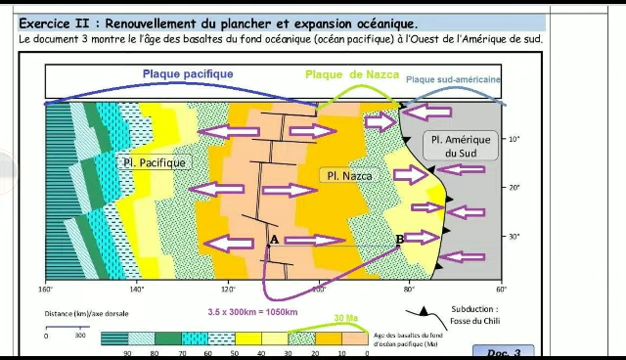 Exercice II : Renouvellement du plancher et expansion océanique.
Le document 3 montre le l'âge des basaltes du fond océanique (océan pacifique) à l'Ouest de l'Amérique de sud.
Plaque pacifique
Plaque de Nazca
Plaque sud-américaine
Pl. Amérique
du Sud
10°
Pl. Pacifique
Pl. Nazca
20°
A
B
30°
160°
140°
120°
100°
80°
60°
Distance (km)/axe dorsale
3.5 x 300km = 1050km
30 Ma
Subduction :
Fosse du Chili
0
300
Age des basaltes du fond
d'océan pacifique (Ma)
90 80 70 60 50 40 30 20 10 0
Doc. 3